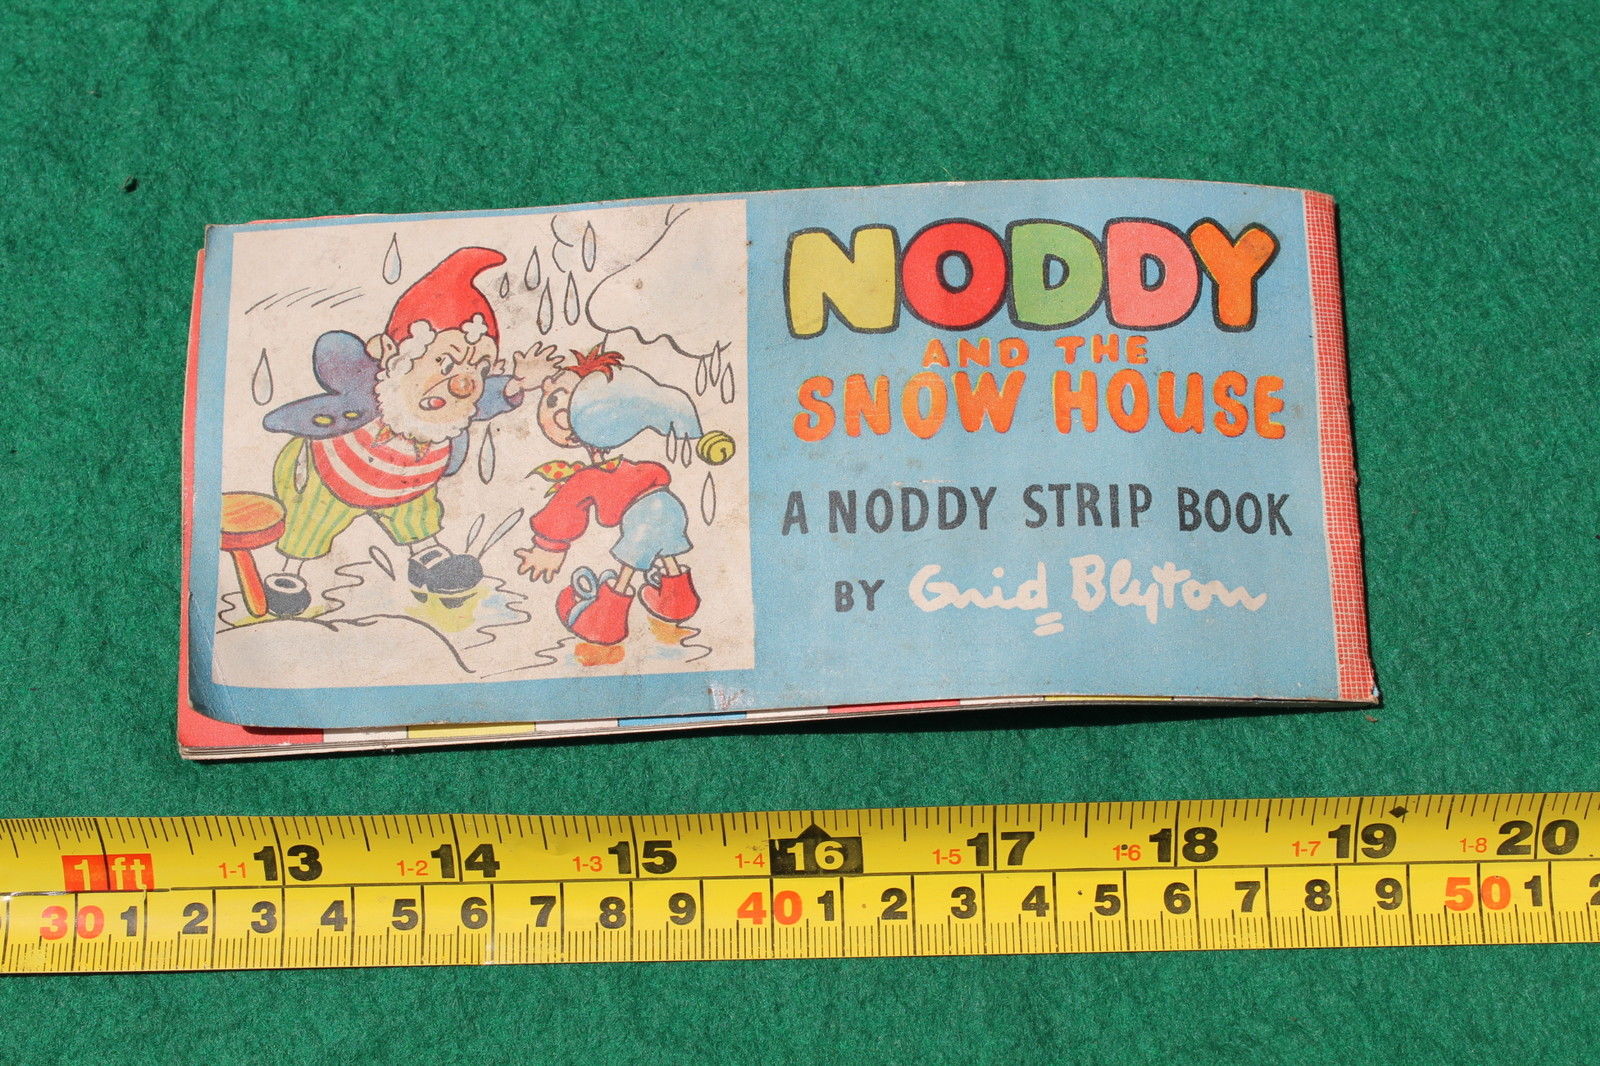 NODDY
AND THE
SNOW HOUSE
A NODDY STRIP BOOK
BY Enid Blyton
1 ft 1-1 13 1-2 14 1-3 15 1-4 16 1-5 17 1-6 18 1-7 19 1-8 20
30 1 2 3 4 5 6 7 8 9 40 1 2 3 4 5 6 7 8 9 50 1 2